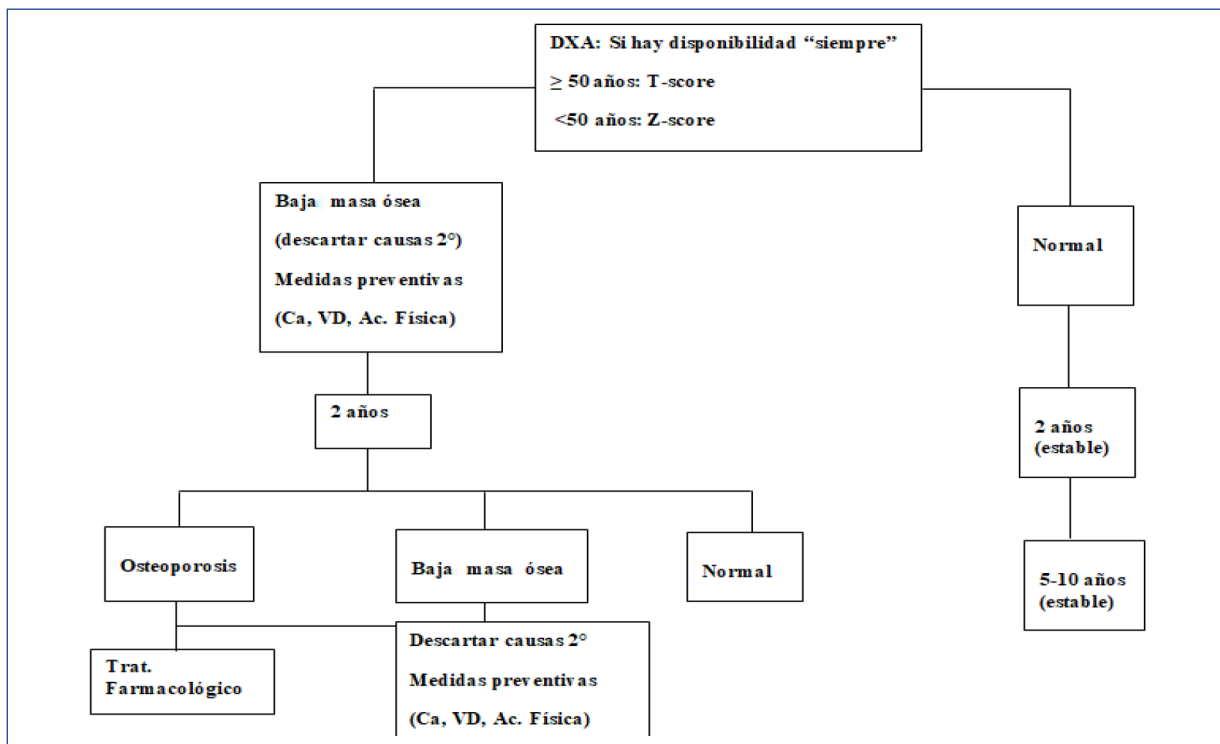 DXA: Si hay disponibilidad “siempre”
≥ 50 años: T-score
<50 años: Z-score
Baja masa ósea
(descartar causas 2°)
Medidas preventivas
(Ca, VD, Ac. Física)
Normal
2 años
2 años
(estable)
Osteoporosis
Baja masa ósea
Normal
5-10 años
(estable)
Trat.
Farmacológico
Descartar causas 2°
Medidas preventivas
(Ca, VD, Ac. Física)